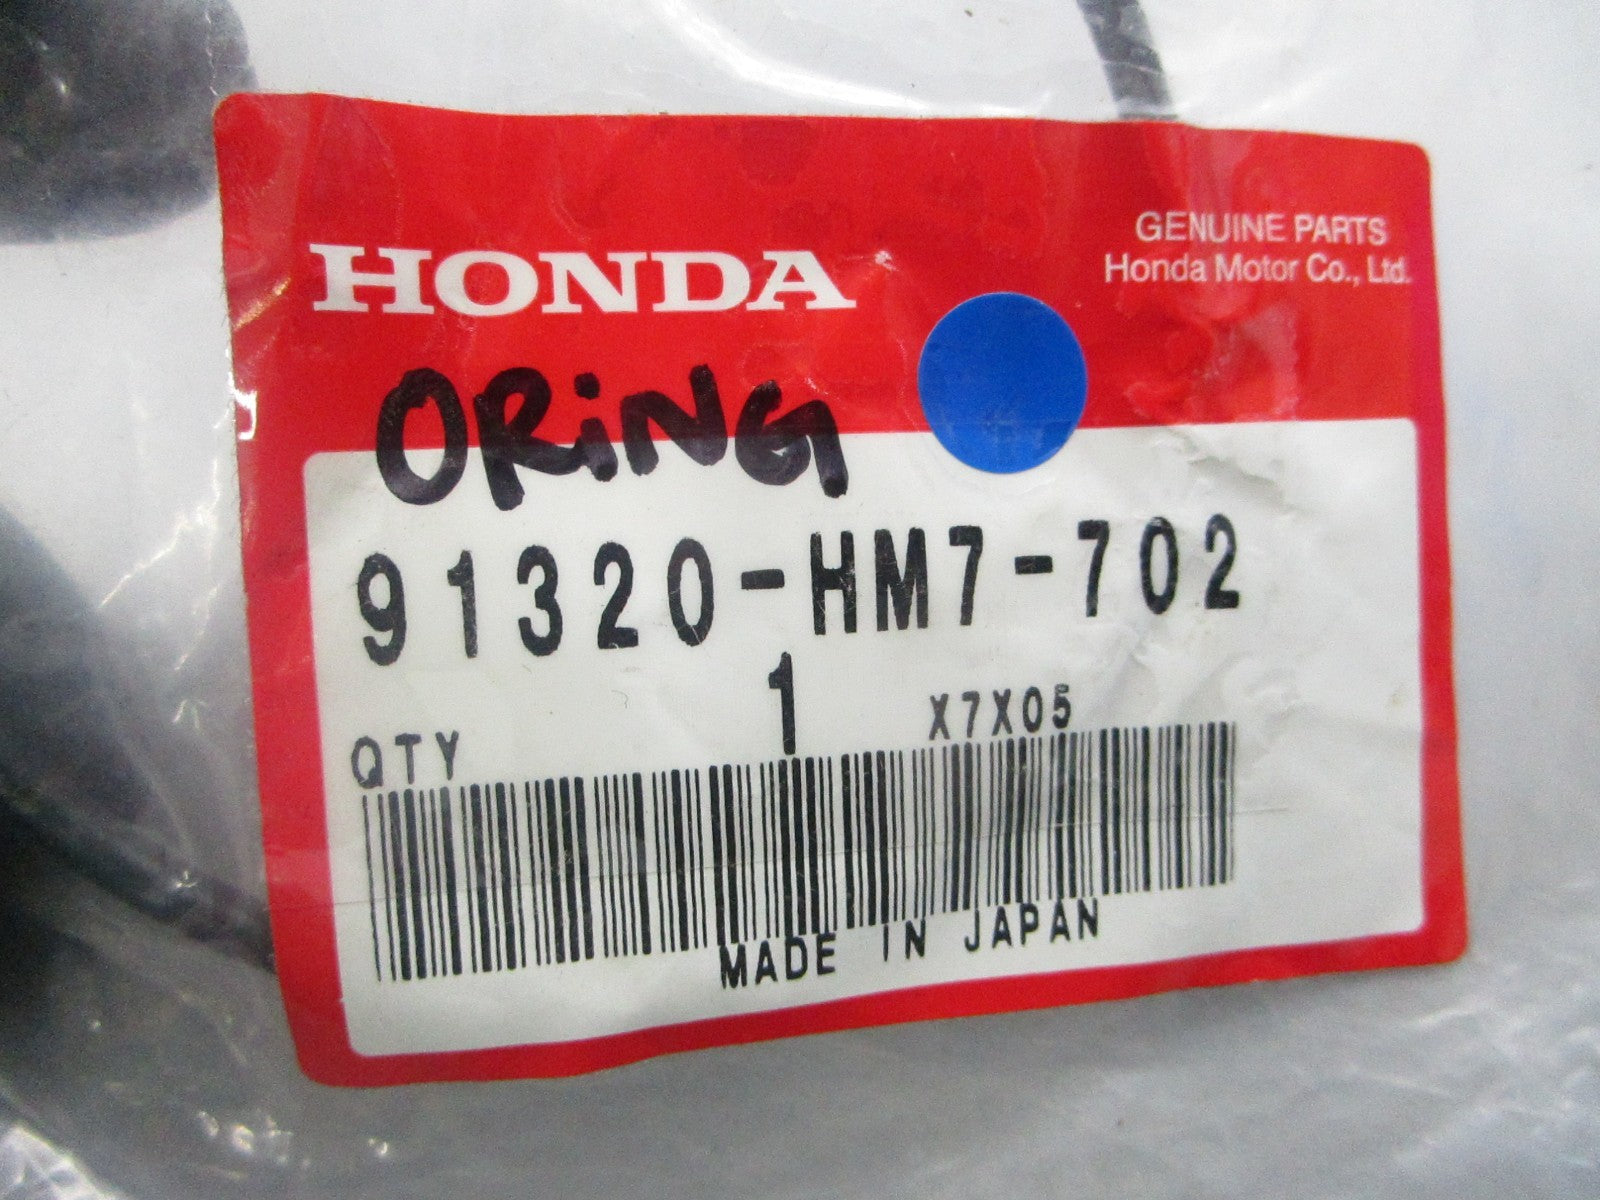 HONDA
GENUINE PARTS
Honda Motor Co., Ltd.
ORiNG
91320-HM7-702
QTY 1 X7X05
MADE IN JAPAN